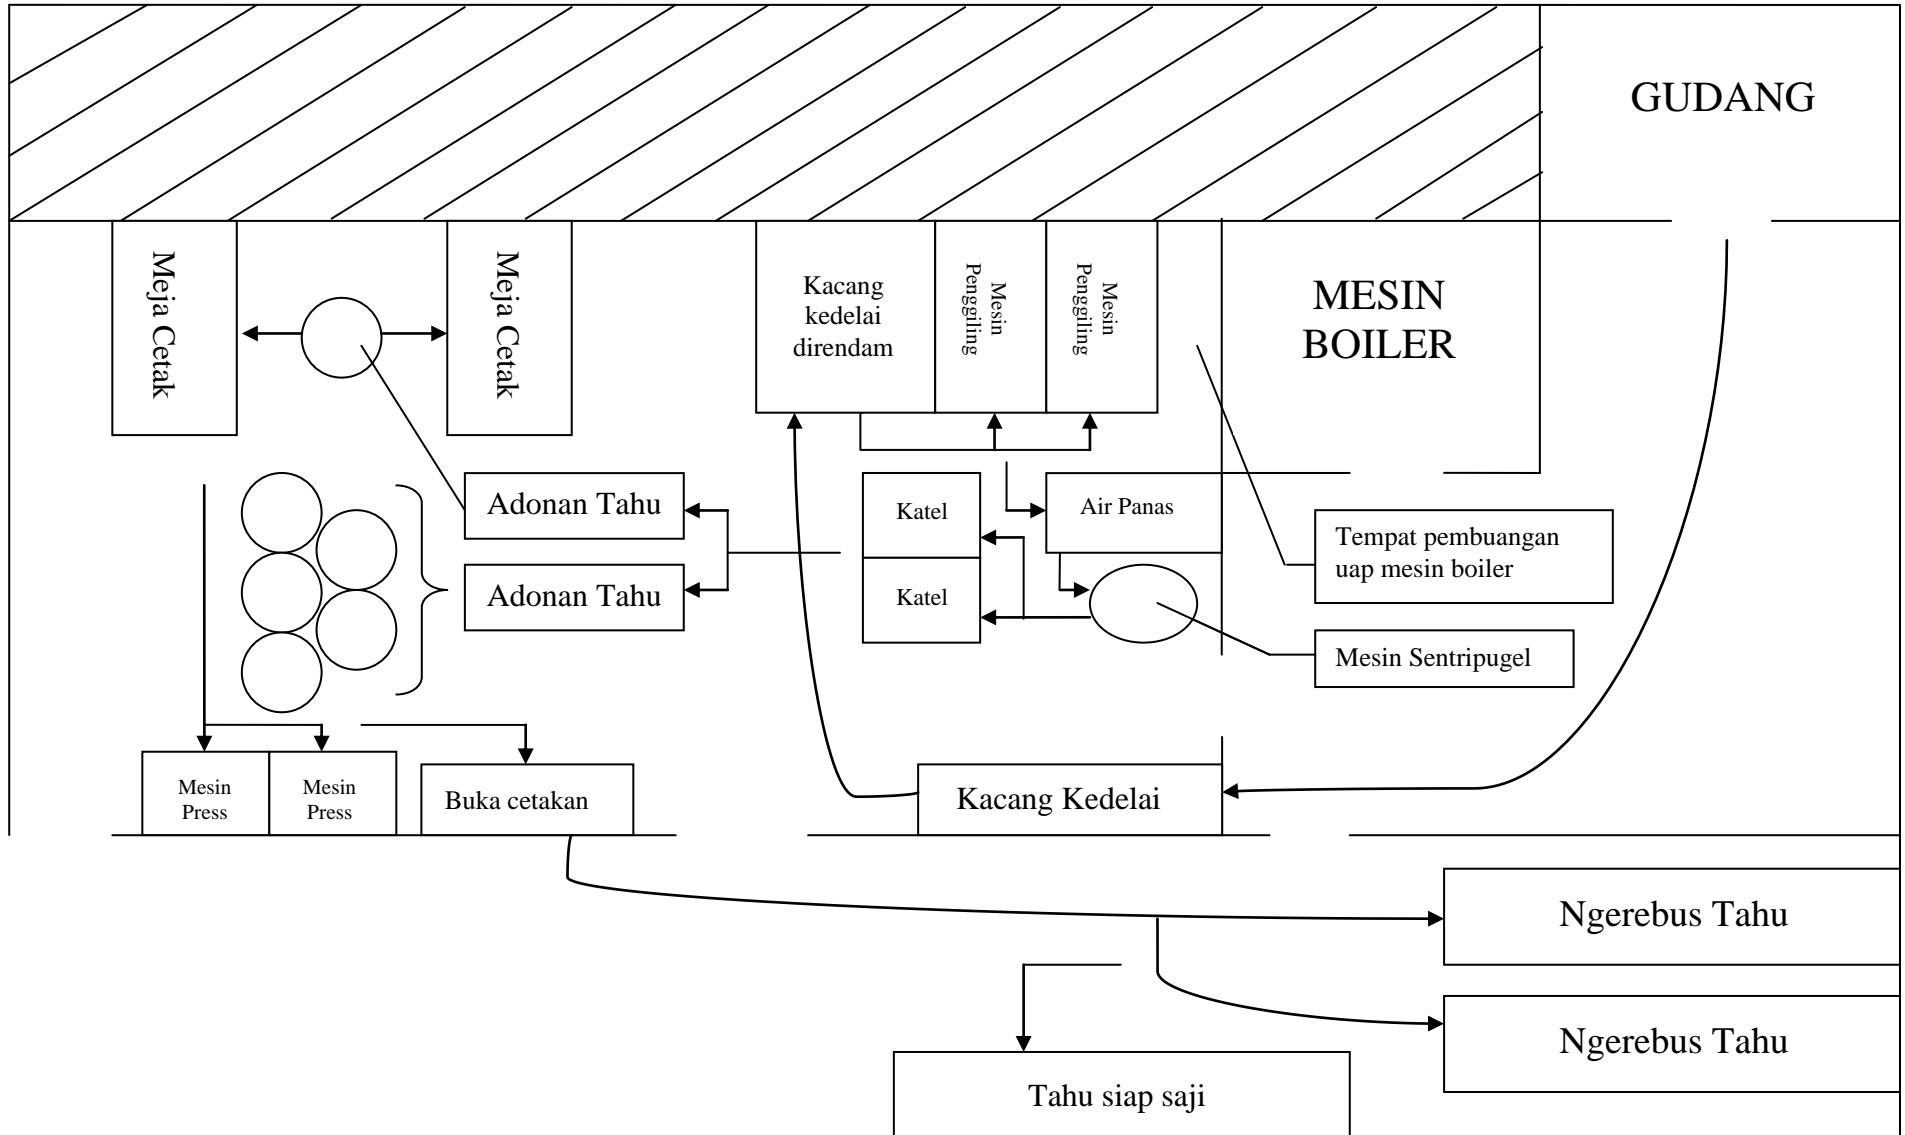 GUDANG
Meja Cetak
Meja Cetak
Kacang
kedelai
direndam
Mesin
Penggiling
Mesin
Penggiling
MESIN
BOILER
Adonan Tahu
Adonan Tahu
Katel
Katel
Air Panas
Tempat pembuangan
uap mesin boiler
Mesin Sentripugel
Mesin
Press
Mesin
Press
Buka cetakan
Kacang Kedelai
Ngerebus Tahu
Ngerebus Tahu
Tahu siap saji